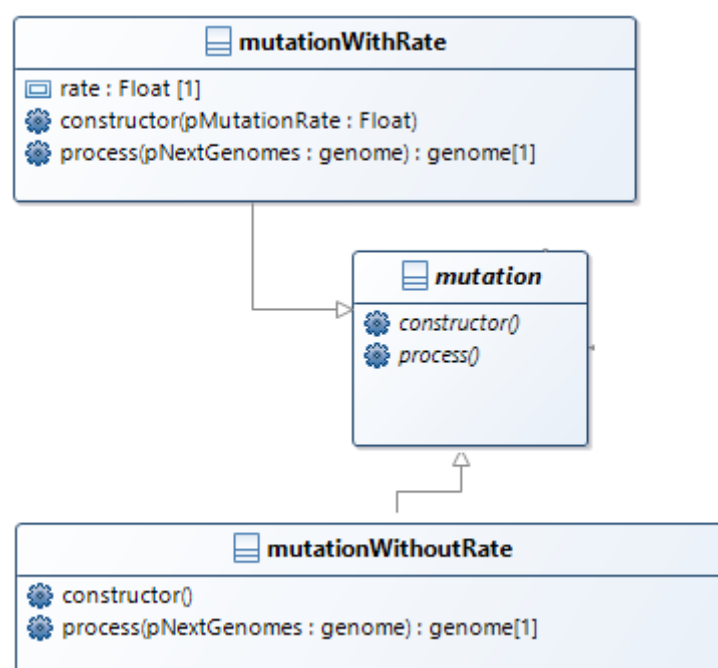 mutationWithRate
rate : Float [1]
constructor(pMutationRate : Float)
process(pNextGenomes : genome) : genome[1]
mutation
constructor()
process()
mutationWithoutRate
constructor()
process(pNextGenomes : genome) : genome[1]